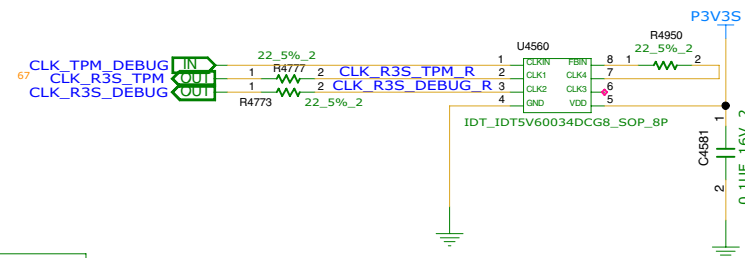 P3V3S
R4950
U4560
22_5%_2
22_5%_2
CLK_TPM_DEBUG IN
1 CLKIN FBIN 8 1 2
67 CLK_R3S_TPM OUT 1 R4777 2 CLK_R3S_TPM_R 2 CLK1 CLK4 7
CLK_R3S_DEBUG OUT 1 2 CLK_R3S_DEBUG_R 3 CLK2 CLK3 6
R4773 22_5%_2 4 GND VDD 5
IDT_IDT5V60034DCG8_SOP_8P
1
C4581
0.1UF_16V_2
2